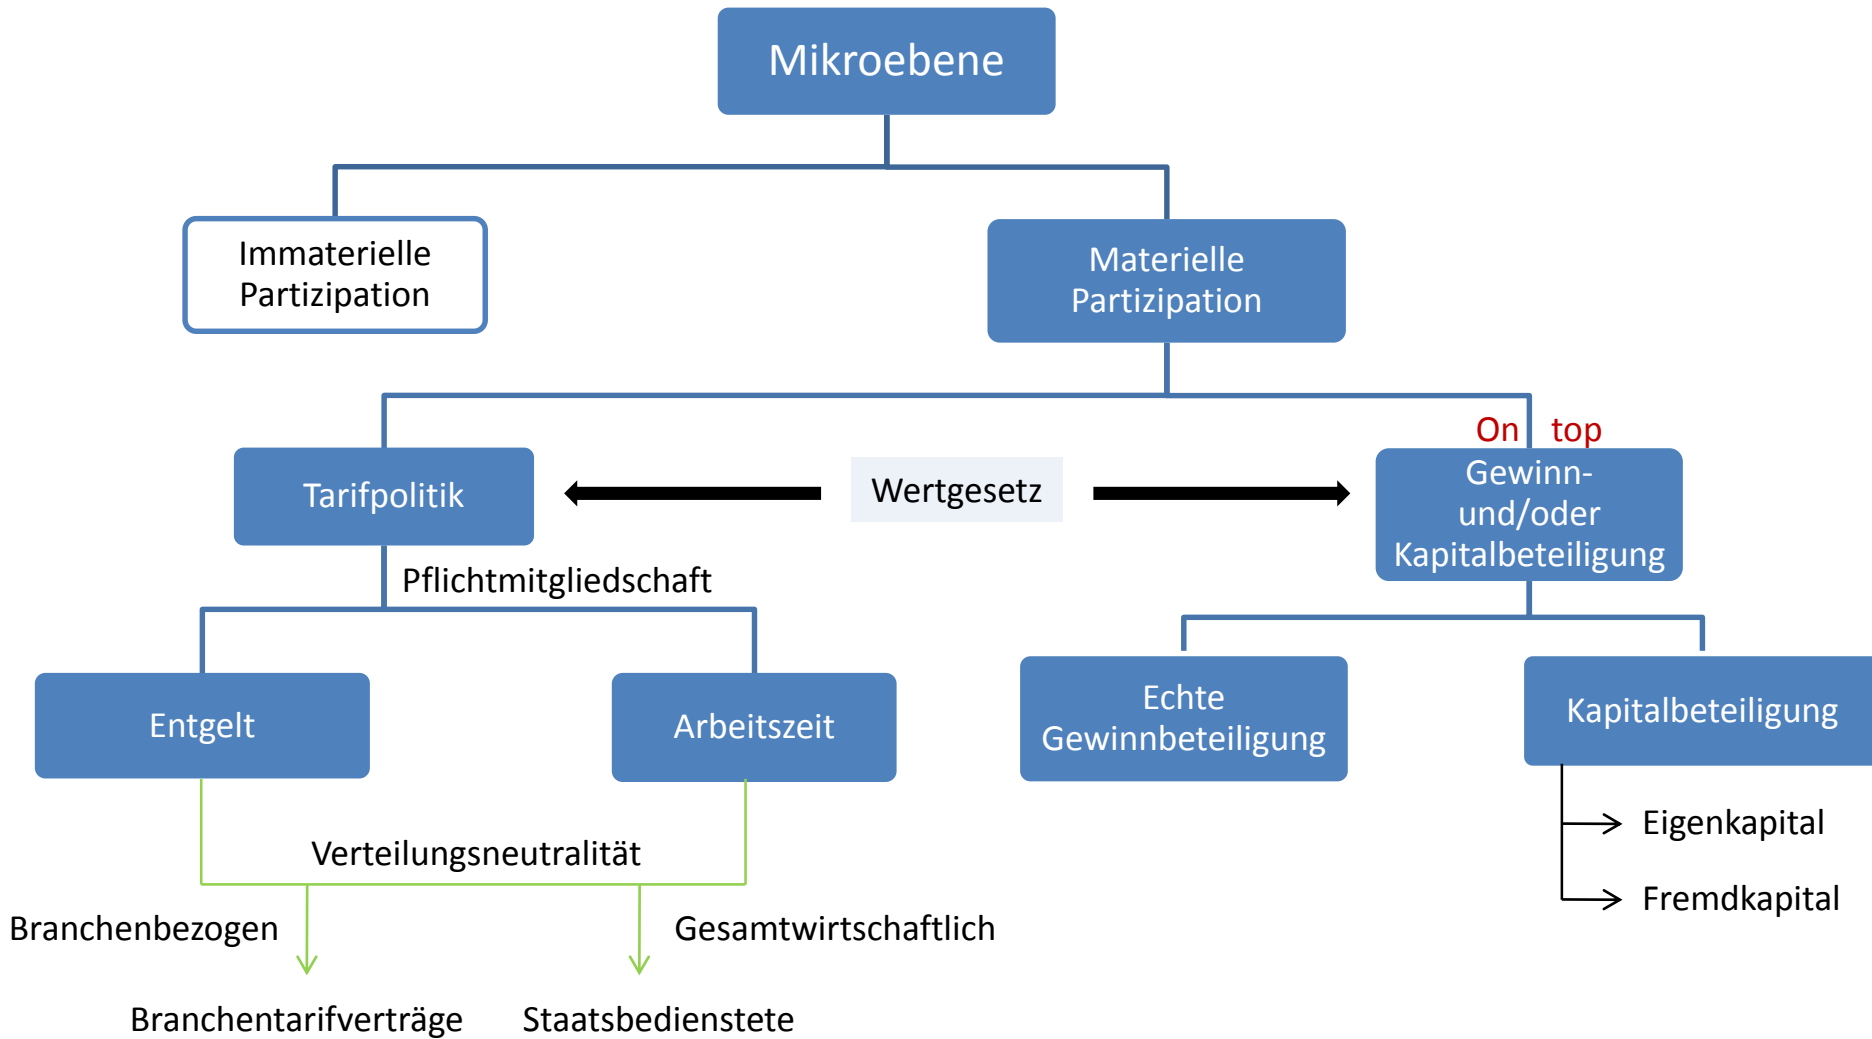 Mikroebene
Immaterielle
Partizipation
Materielle
Partizipation
On top
Tarifpolitik
Wertgesetz
Gewinn-
und/oder
Kapitalbeteiligung
Pflichtmitgliedschaft
Entgelt
Arbeitszeit
Echte
Gewinnbeteiligung
Kapitalbeteiligung
Verteilungsneutralität
Eigenkapital
Fremdkapital
Branchenbezogen
Gesamtwirtschaftlich
Branchentarifverträge
Staatsbedienstete